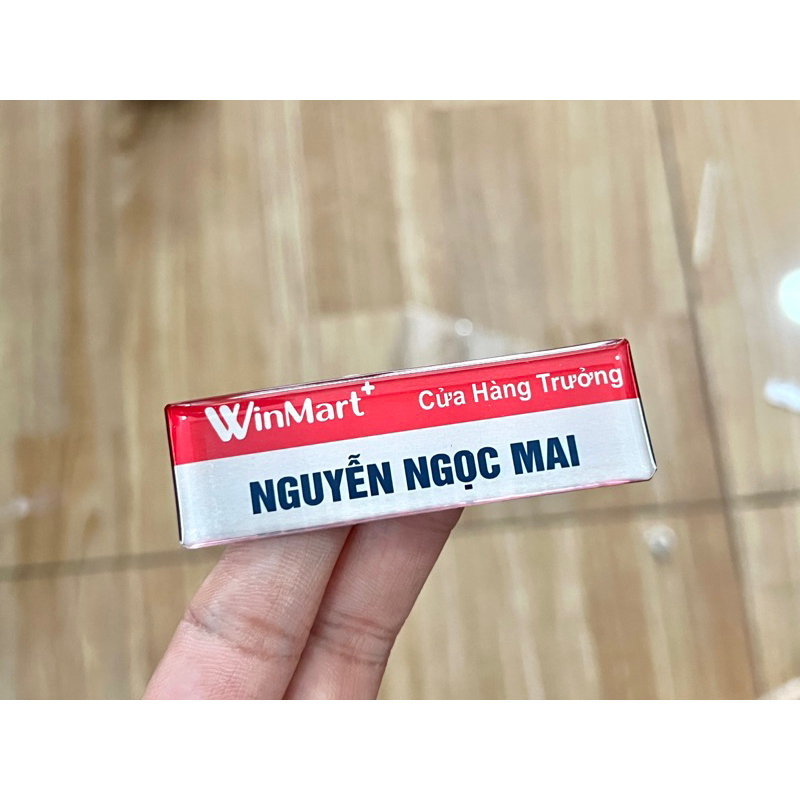 WinMart+ Cửa Hàng Trưởng
NGUYỄN NGỌC MAI